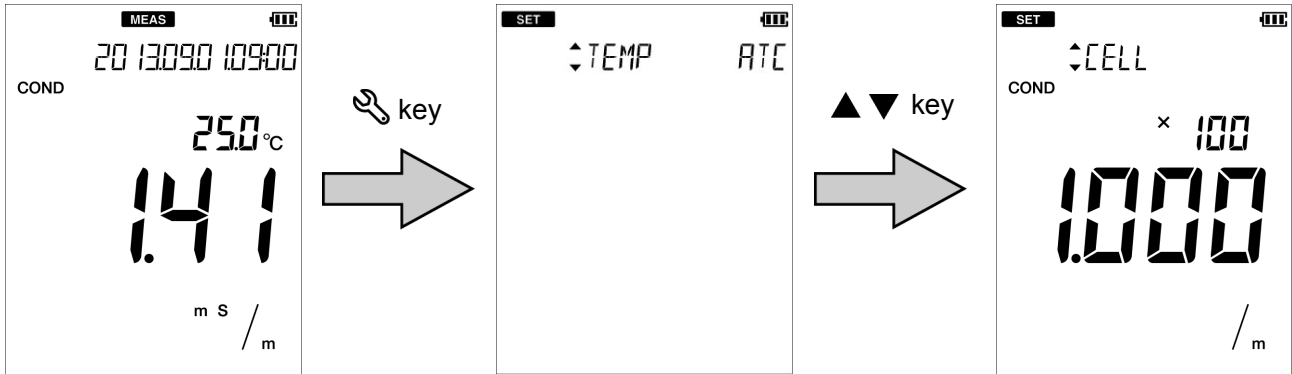 MEAS
2013.09.01.09:00
COND
25.0 °C
1.41
m S / m
key
SET
TEMP ATC
▲ ▼ key
SET
CELL
COND
× 100
1.000
/ m